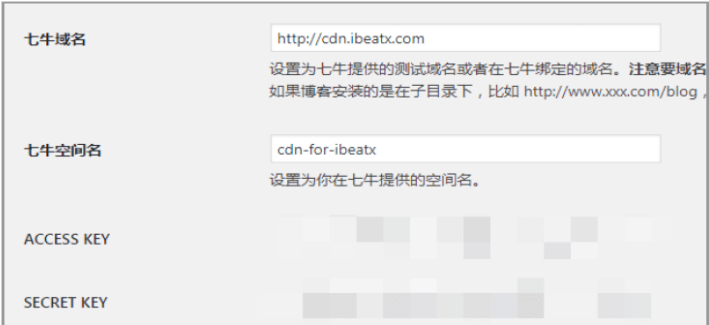 七牛域名
http://cdn.ibeatx.com
设置为七牛提供的测试域名或者在七牛绑定的域名。注意要域名
如果博客安装的是在子目录下，比如 http://www.xxx.com/blog，
七牛空间名
cdn-for-ibeatx
设置为你在七牛提供的空间名。
ACCESS KEY
SECRET KEY